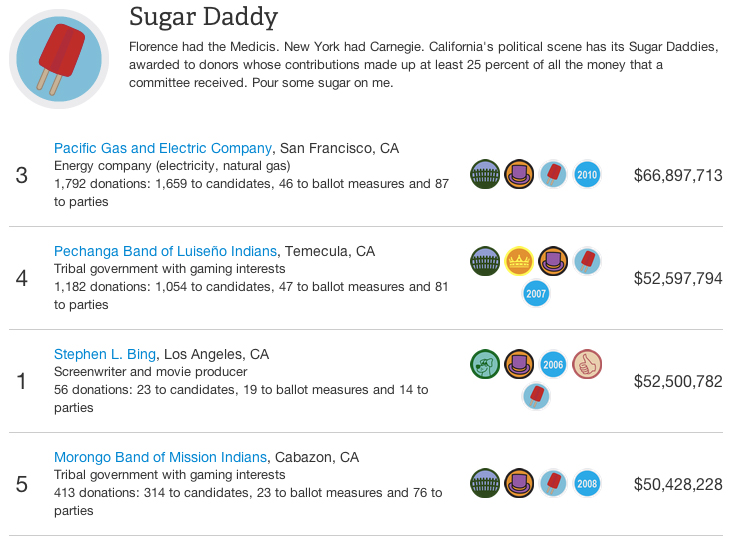 Sugar Daddy
Florence had the Medicis. New York had Carnegie. California's political scene has its Sugar Daddies,
awarded to donors whose contributions made up at least 25 percent of all the money that a
committee received. Pour some sugar on me.
3
Pacific Gas and Electric Company, San Francisco, CA
Energy company (electricity, natural gas)
1,792 donations: 1,659 to candidates, 46 to ballot measures and 87
to parties
2010
$66,897,713
4
Pechanga Band of Luiseño Indians, Temecula, CA
Tribal government with gaming interests
1,182 donations: 1,054 to candidates, 47 to ballot measures and 81
to parties
2007
$52,597,794
1
Stephen L. Bing, Los Angeles, CA
Screenwriter and movie producer
56 donations: 23 to candidates, 19 to ballot measures and 14 to
parties
2006
$52,500,782
5
Morongo Band of Mission Indians, Cabazon, CA
Tribal government with gaming interests
413 donations: 314 to candidates, 23 to ballot measures and 76 to
parties
2008
$50,428,228